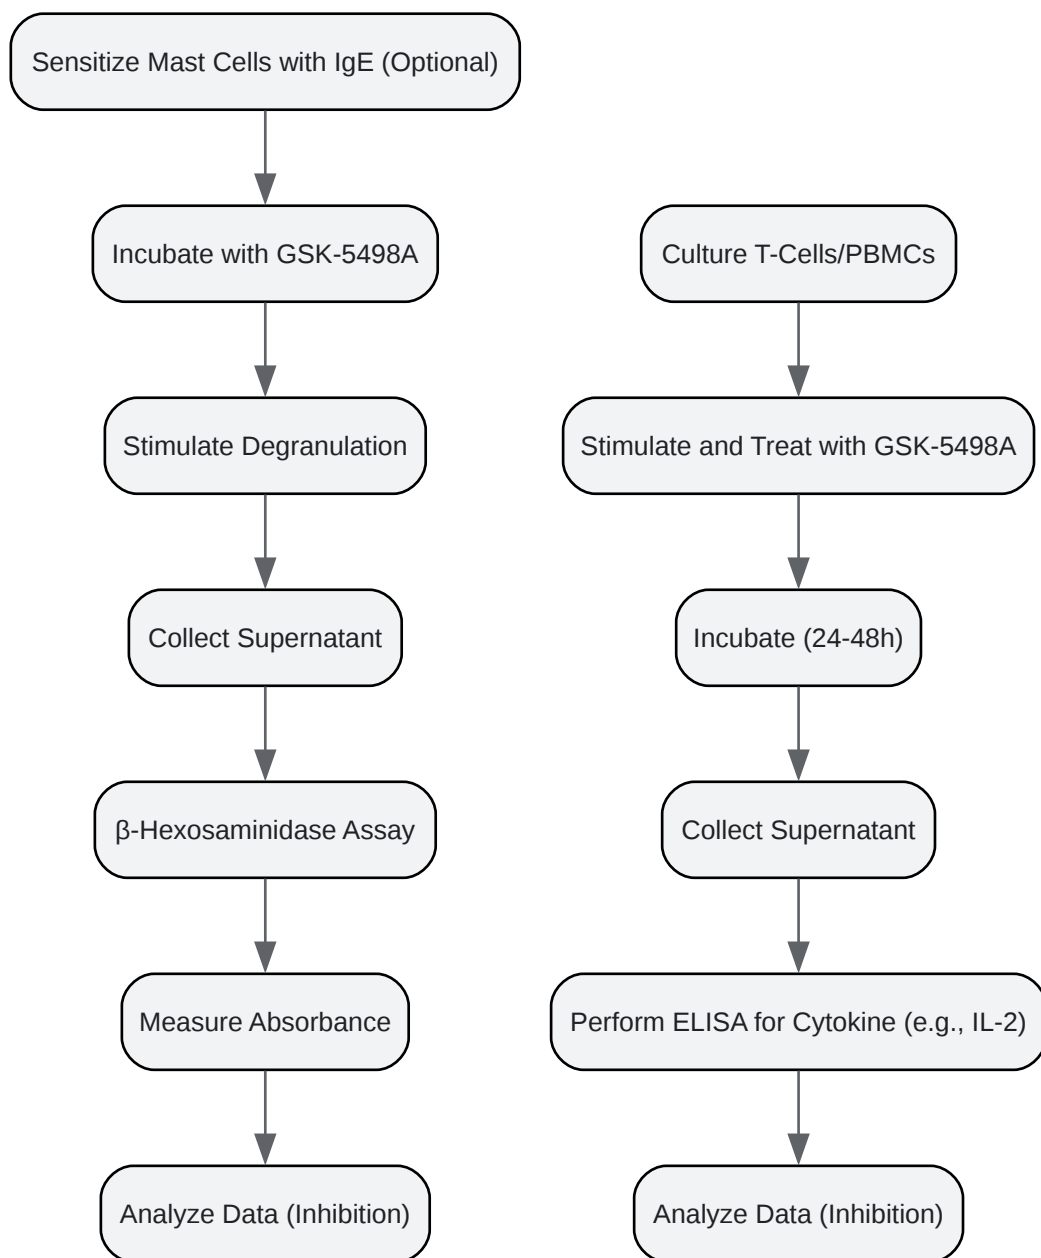 Sensitize Mast Cells with IgE (Optional)
Incubate with GSK-5498A
Stimulate Degranulation
Collect Supernatant
β-Hexosaminidase Assay
Measure Absorbance
Analyze Data (Inhibition)
Culture T-Cells/PBMCs
Stimulate and Treat with GSK-5498A
Incubate (24-48h)
Collect Supernatant
Perform ELISA for Cytokine (e.g., IL-2)
Analyze Data (Inhibition)